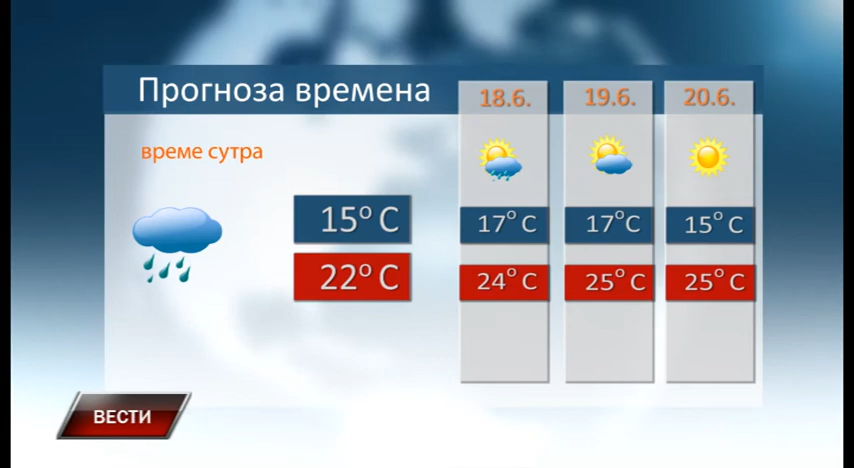 Прогноза времена
време сутра
15° C
22° C
18.6.
17° C
24° C
19.6.
17°C
25° C
20.6.
15° C
25° C
ВЕСТИ